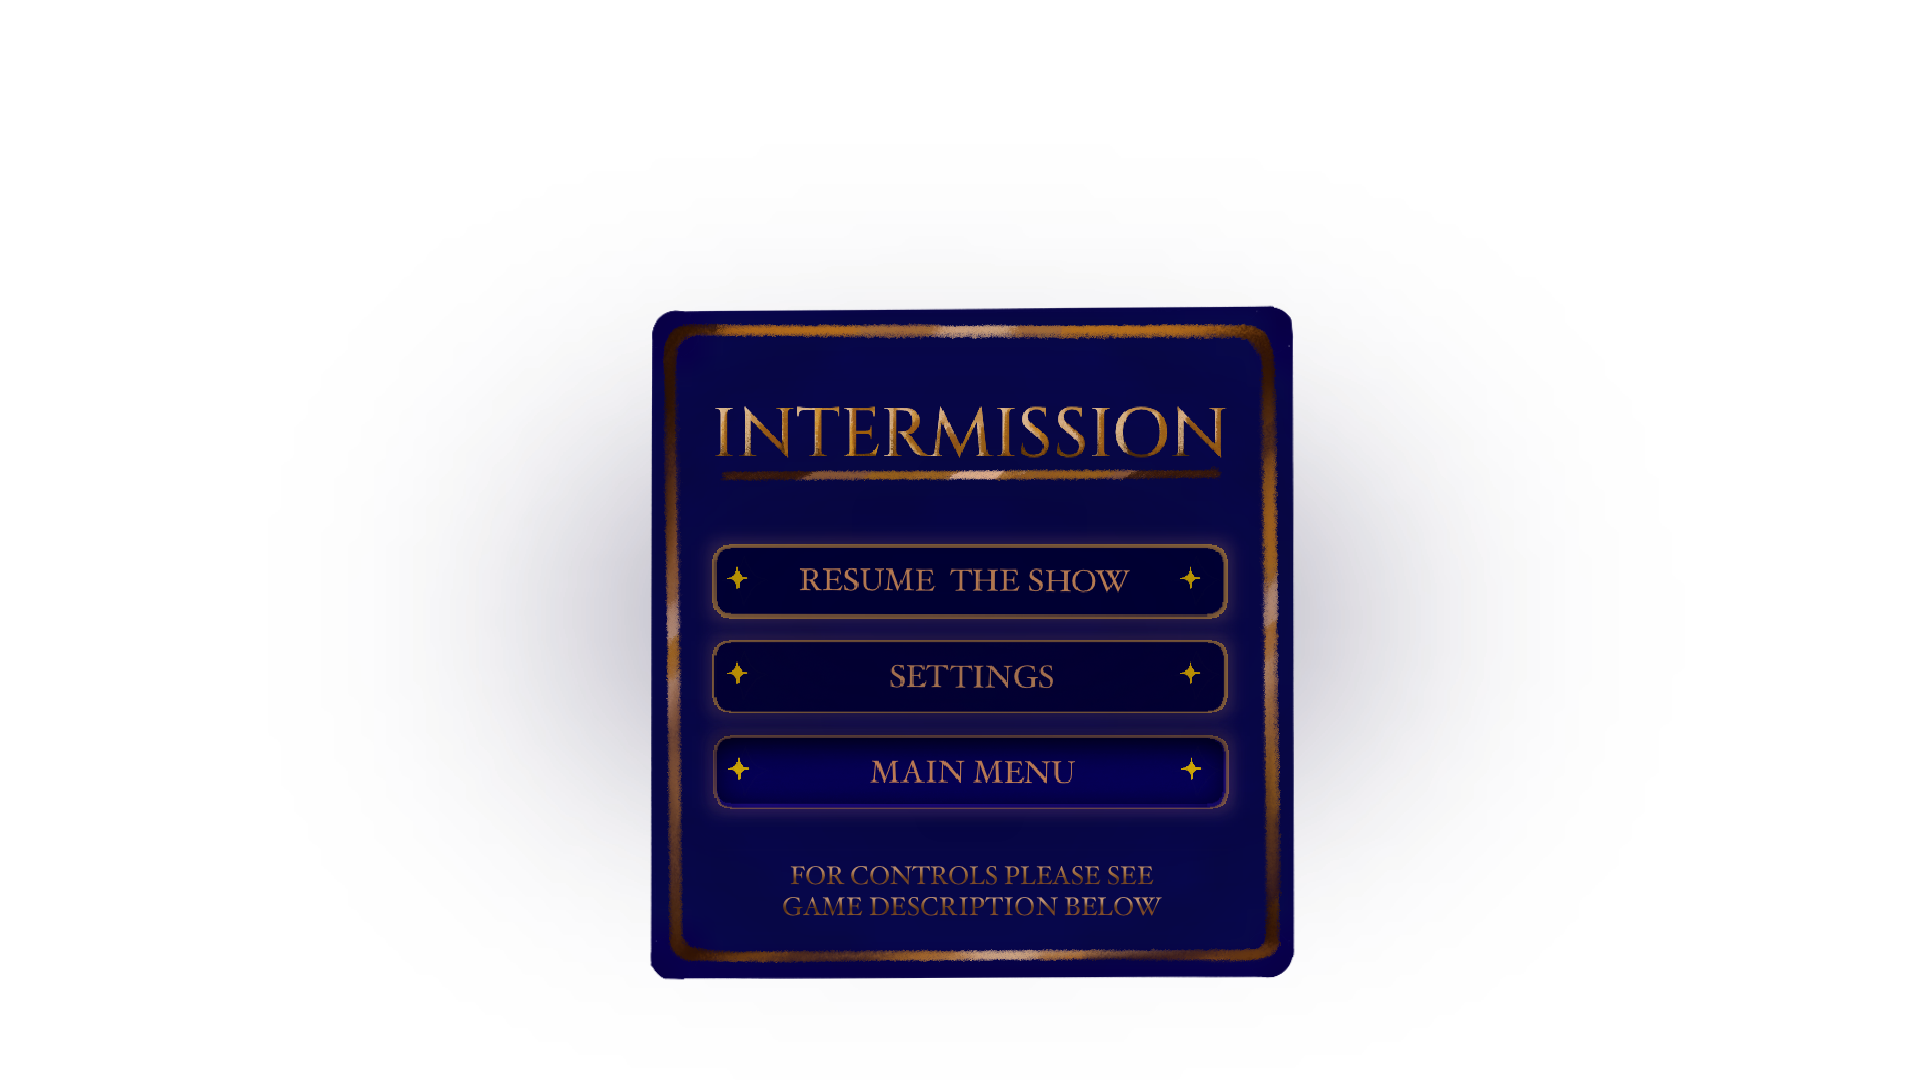 INTERMISSION
RESUME THE SHOW
SETTINGS
MAIN MENU
FOR CONTROLS PLEASE SEE
GAME DESCRIPTION BELOW